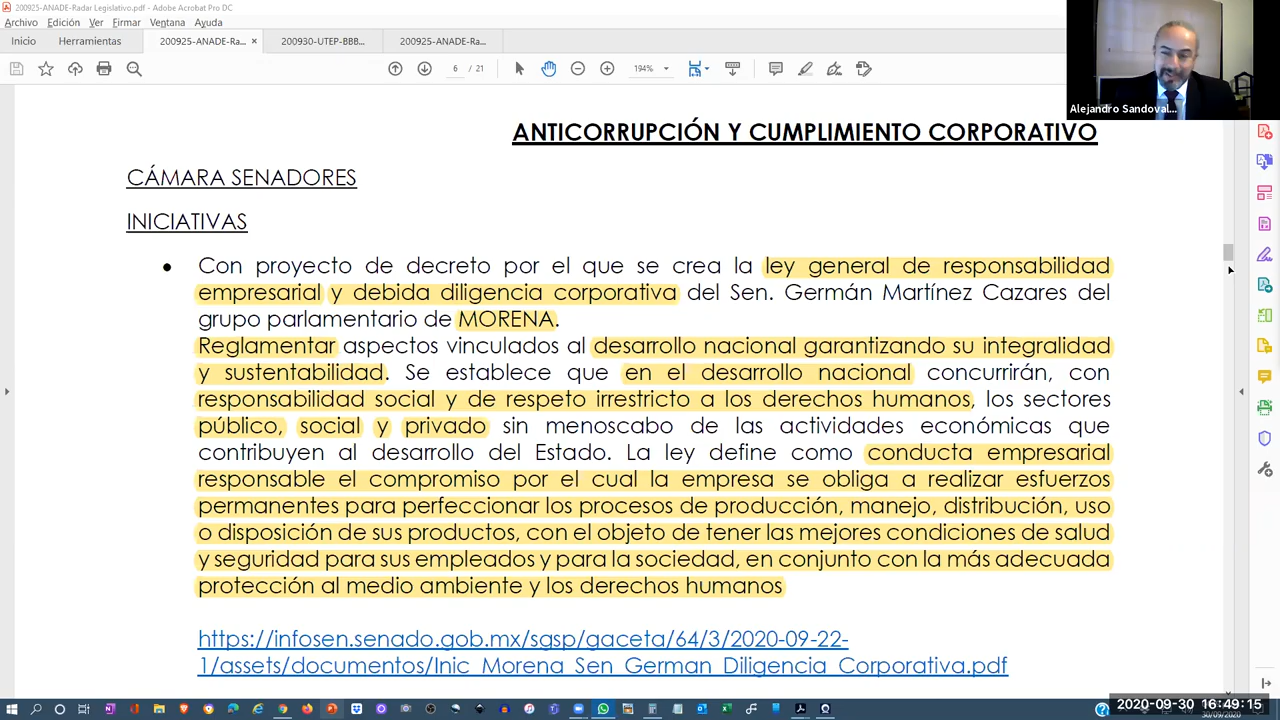 200925-ANADE-Radar Legislativo.pdf - Adobe Acrobat Pro DC
Archivo Edición Ver Firmar Ventana Ayuda
Inicio Herramientas 200925-ANADE-Ra... × 200930-UTEP-BBB... 200925-ANADE-Ra...
6 / 21 194%
Alejandro Sandoval...
ANTICORRUPCIÓN Y CUMPLIMIENTO CORPORATIVO
CÁMARA SENADORES
INICIATIVAS
• Con proyecto de decreto por el que se crea la ley general de responsabilidad
empresarial y debida diligencia corporativa del Sen. Germán Martínez Cazares del
grupo parlamentario de MORENA.
Reglamentar aspectos vinculados al desarrollo nacional garantizando su integralidad
y sustentabilidad. Se establece que en el desarrollo nacional concurrirán, con
responsabilidad social y de respeto irrestricto a los derechos humanos, los sectores
público, social y privado sin menoscabo de las actividades económicas que
contribuyen al desarrollo del Estado. La ley define como conducta empresarial
responsable el compromiso por el cual la empresa se obliga a realizar esfuerzos
permanentes para perfeccionar los procesos de producción, manejo, distribución, uso
o disposición de sus productos, con el objeto de tener las mejores condiciones de salud
y seguridad para sus empleados y para la sociedad, en conjunto con la más adecuada
protección al medio ambiente y los derechos humanos
https://infosen.senado.gob.mx/sgsp/gaceta/64/3/2020-09-22-
1/assets/documentos/Inic_Morena_Sen_German_Diligencia_Corporativa.pdf
2020-09-30 16:49:15
30/09/2020